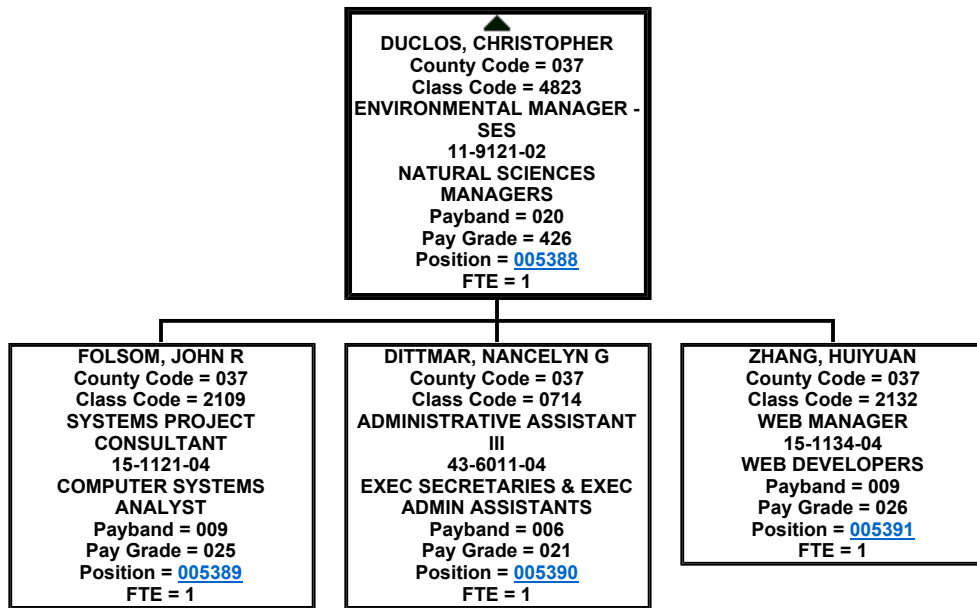 DUCLOS, CHRISTOPHER
County Code = 037
Class Code = 4823
ENVIRONMENTAL MANAGER -
SES
11-9121-02
NATURAL SCIENCES
MANAGERS
Payband = 020
Pay Grade = 426
Position = 005388
FTE = 1
FOLSOM, JOHN R
County Code = 037
Class Code = 2109
SYSTEMS PROJECT
CONSULTANT
15-1121-04
COMPUTER SYSTEMS
ANALYST
Payband = 009
Pay Grade = 025
Position = 005389
FTE = 1
DITTMAR, NANCELYN G
County Code = 037
Class Code = 0714
ADMINISTRATIVE ASSISTANT
III
43-6011-04
EXEC SECRETARIES & EXEC
ADMIN ASSISTANTS
Payband = 006
Pay Grade = 021
Position = 005390
FTE = 1
ZHANG, HUIYUAN
County Code = 037
Class Code = 2132
WEB MANAGER
15-1134-04
WEB DEVELOPERS
Payband = 009
Pay Grade = 026
Position = 005391
FTE = 1